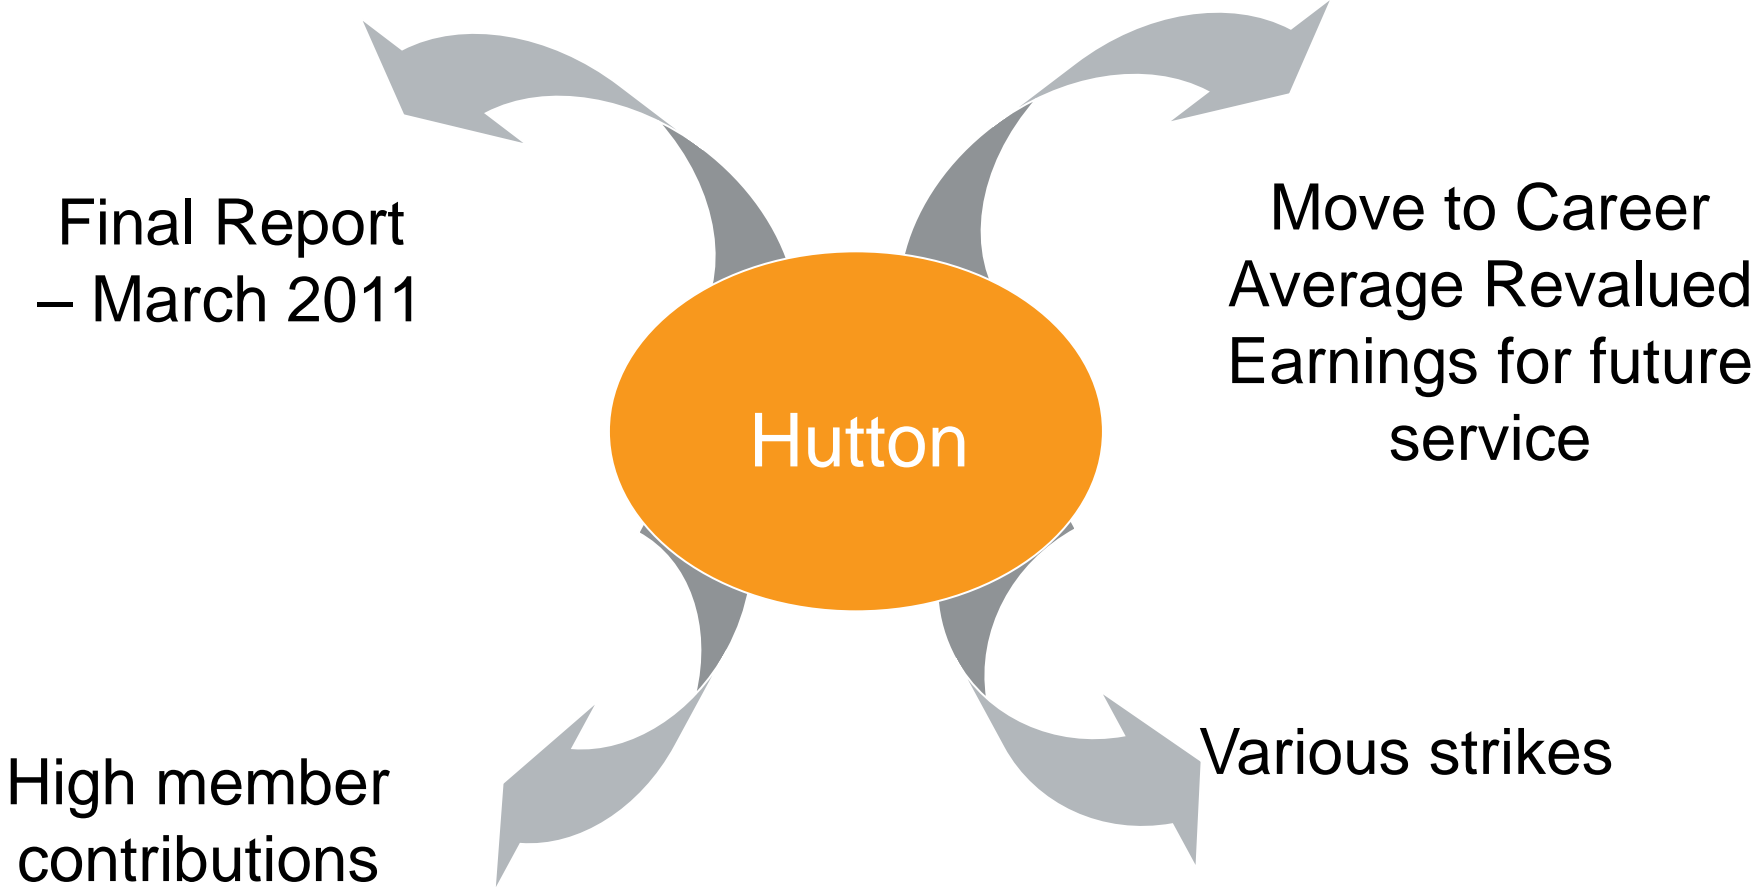 Final Report
– March 2011
Move to Career
Average Revalued
Earnings for future
service
Hutton
High member
contributions
Various strikes